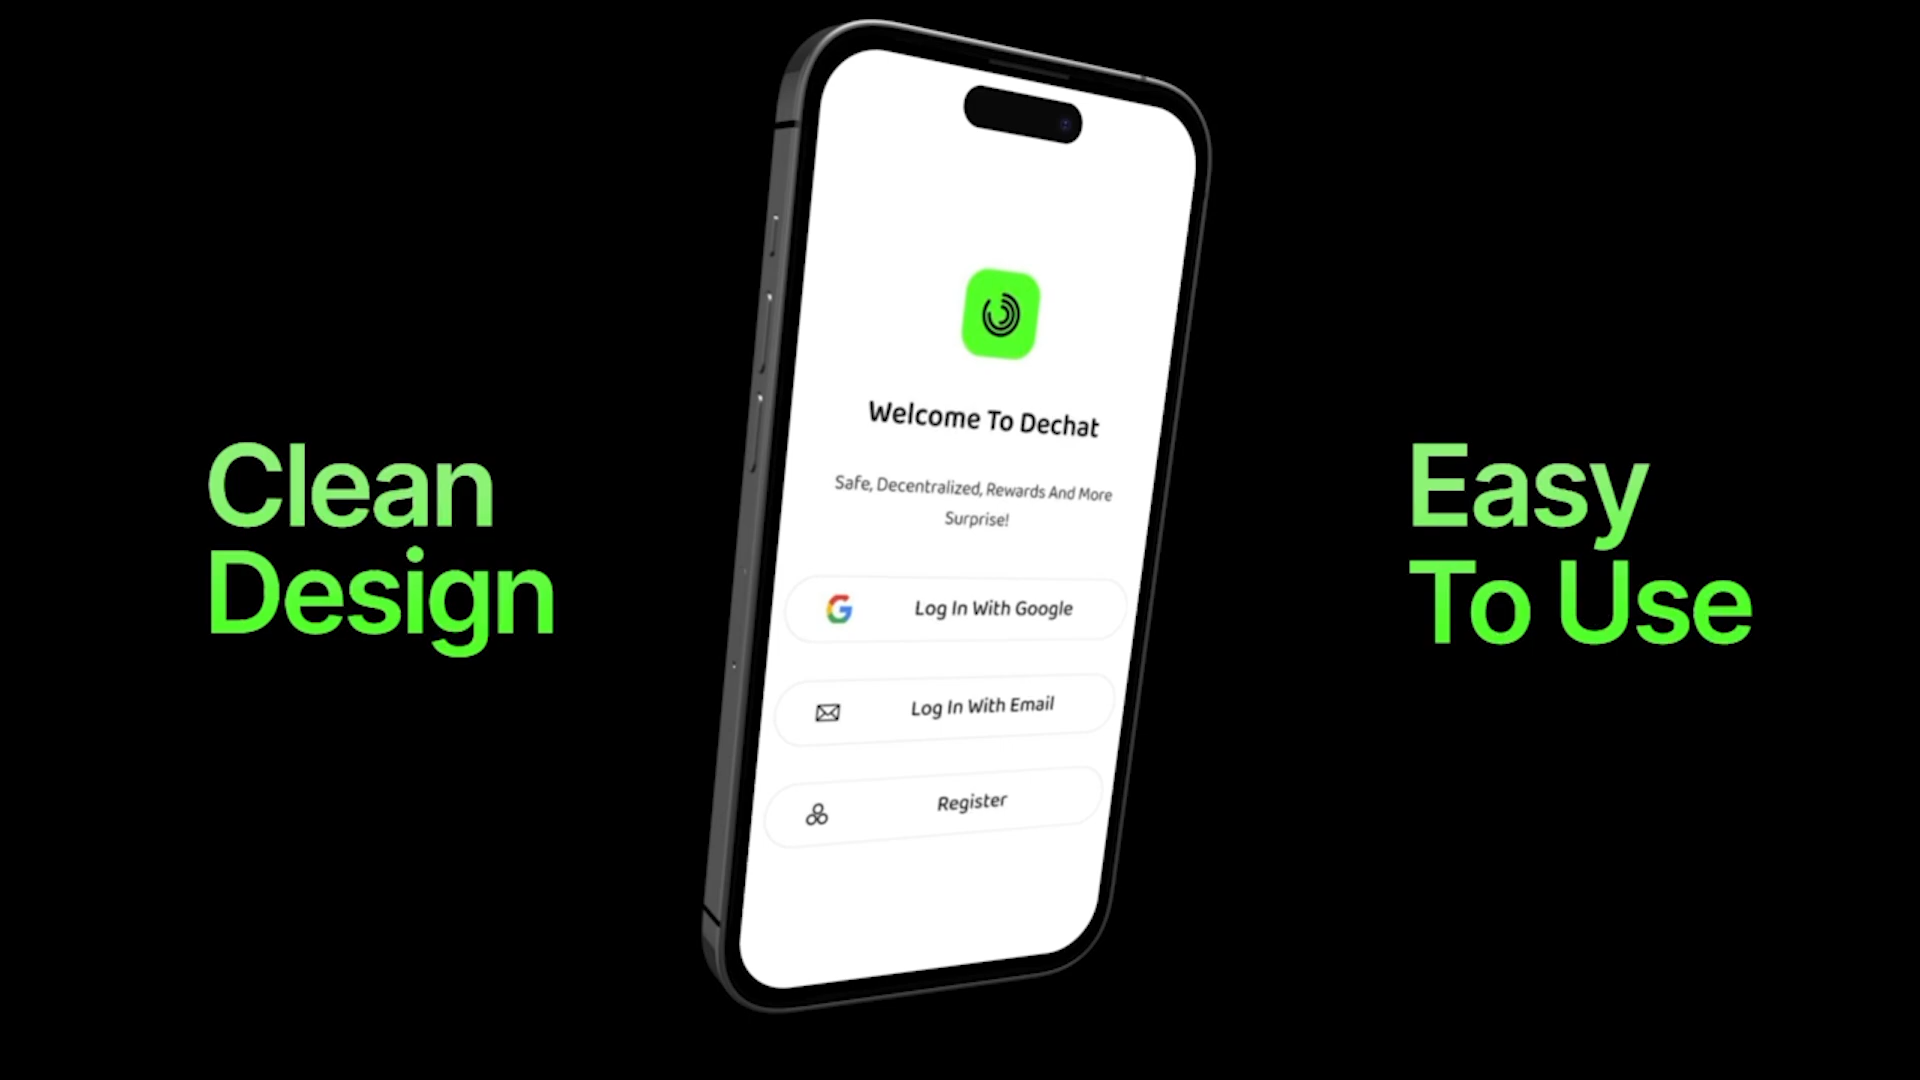 Clean
Design
Welcome To Dechat
Safe, Decentralized, Rewards And More
Surprise!
Log In With Google
Log In With Email
Register
Easy
To Use